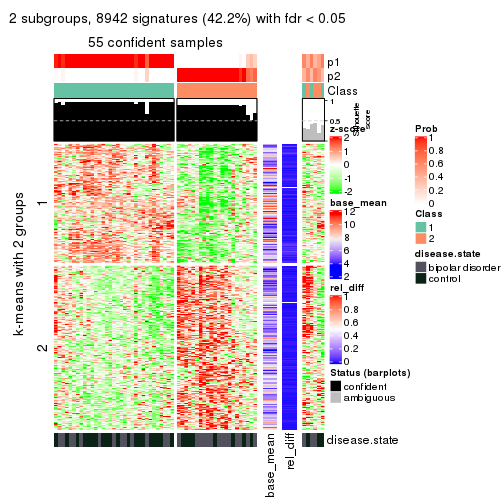 2 subgroups, 8942 signatures (42.2%) with fdr < 0.05
55 confident samples
p1
p2
Class
1
0.5
0
Silhouette
score
k-means with 2 groups
1
2
disease.state
base_mean
rel_diff
z-score
2
1
0
-1
-2
base_mean
12
10
8
6
4
2
rel_diff
1
0.8
0.6
0.4
0.2
0
Status (barplots)
confident
ambiguous
Prob
1
0.8
0.6
0.4
0.2
0
Class
1
2
disease.state
bipolar disorder
control